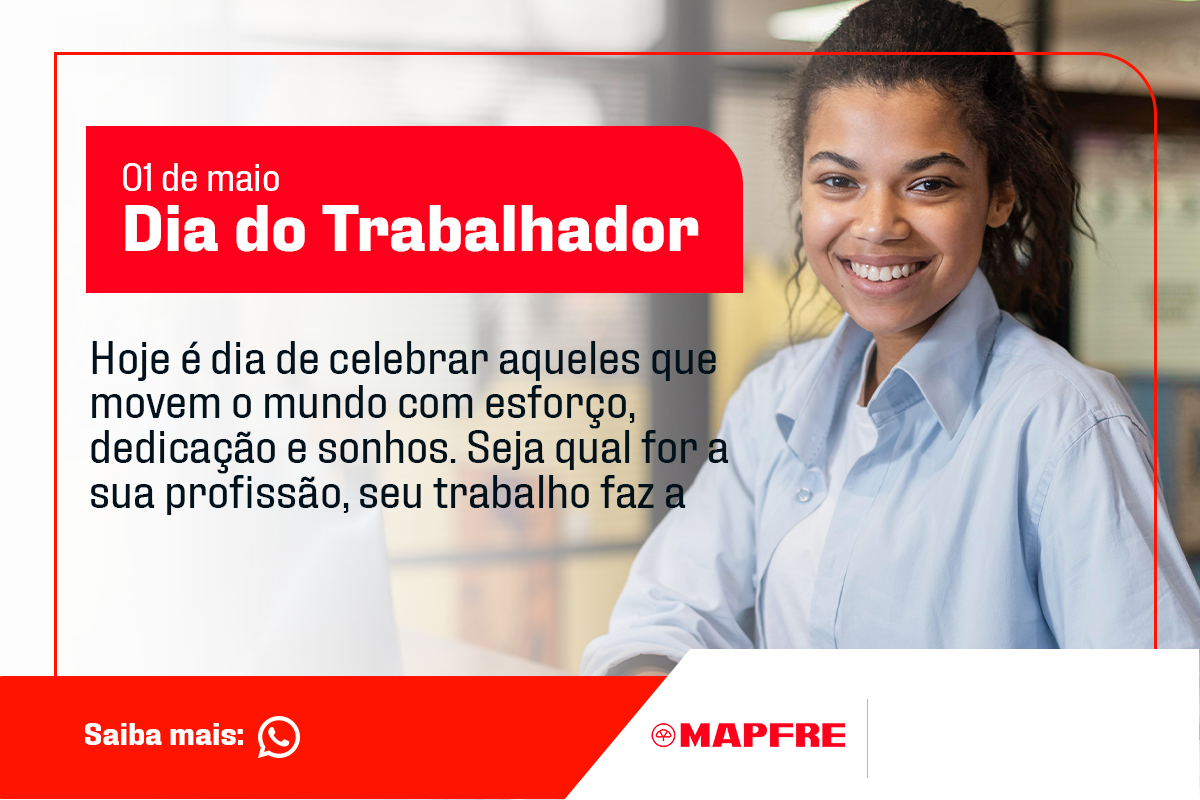 01 de maio
Dia do Trabalhador
Hoje é dia de celebrar aqueles que
movem o mundo com esforço,
dedicação e sonhos. Seja qual for a
sua profissão, seu trabalho faz a
Saiba mais:
MAPFRE